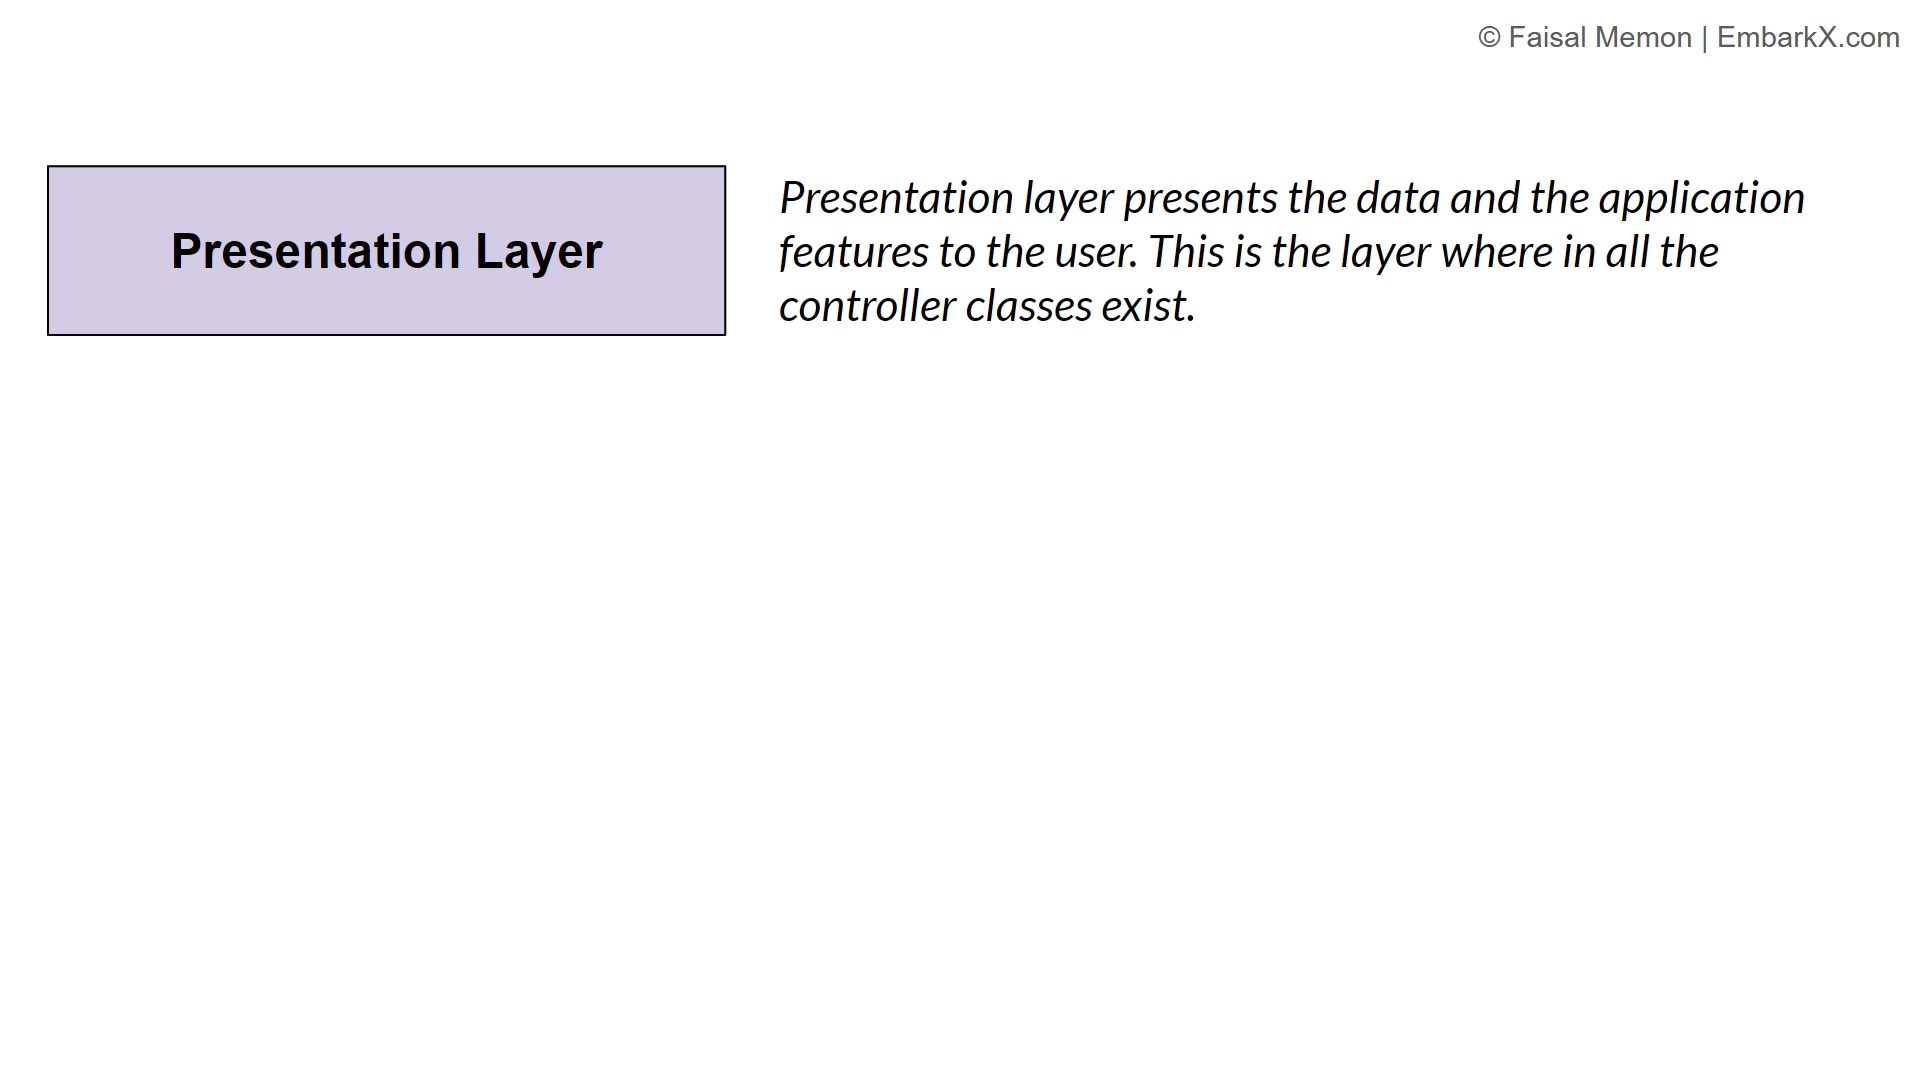 © Faisal Memon | EmbarkX.com
Presentation Layer
Presentation layer presents the data and the application
features to the user. This is the layer where in all the
controller classes exist.